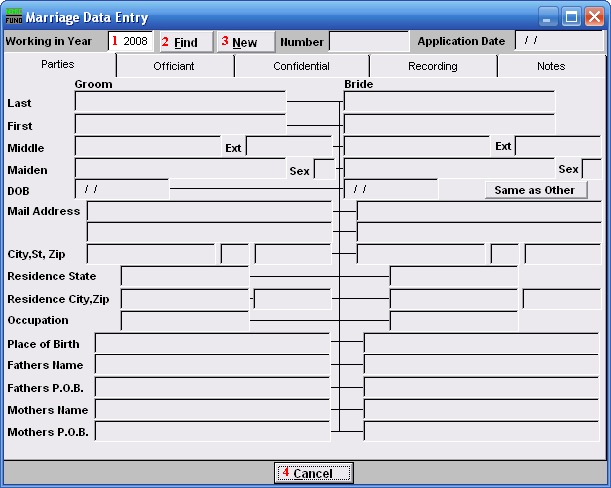 FUND Marriage Data Entry
Working in Year 1 2008 2 Find 3 New Number Application Date / /
Parties Officiant Confidential Recording Notes
Groom Bride
Last
First
Middle Ext Ext
Maiden Sex Sex
DOB / / / / Same as Other
Mail Address
City,St, Zip
Residence State
Residence City,Zip
Occupation
Place of Birth
Fathers Name
Fathers P.O.B.
Mothers Name
Mothers P.O.B.
4 Cancel